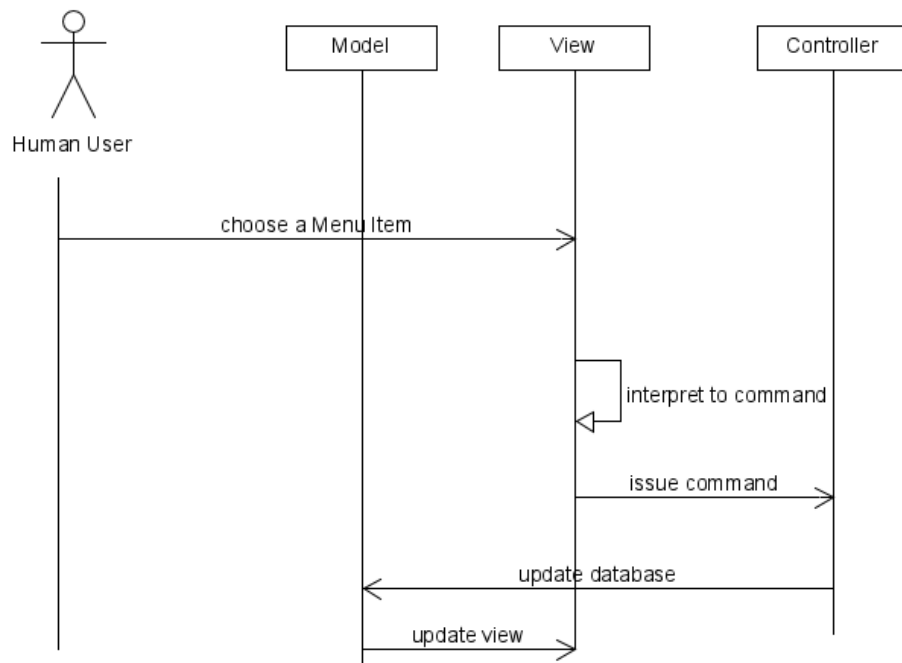 Model
View
Controller
Human User
choose a Menu Item
interpret to command
issue command
update database
update view